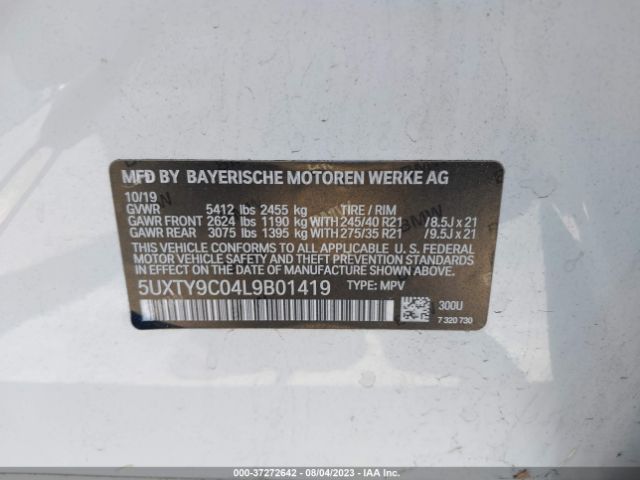 MFD BY BAYERISCHE MOTOREN WERKE AG
10/19
GVWR 5412 lbs 2455 kg TIRE / RIM
GAWR FRONT 2624 lbs 1190 kg WITH 245/40 R21 /8.5J x 21
GAWR REAR 3075 lbs 1395 kg WITH 275/35 R21 /9.5J x 21
THIS VEHICLE CONFORMS TO ALL APPLICABLE U. S. FEDERAL
MOTOR VEHICLE SAFETY, BUMPER, AND THEFT PREVENTION
STANDARDS IN EFFECT ON THE DATE OF MANUFACTURE SHOWN ABOVE.
5UXTY9C04L9B01419 TYPE: MPV
300U
7 320 730
000-37272642 - 08/04/2023 - IAAI.COM